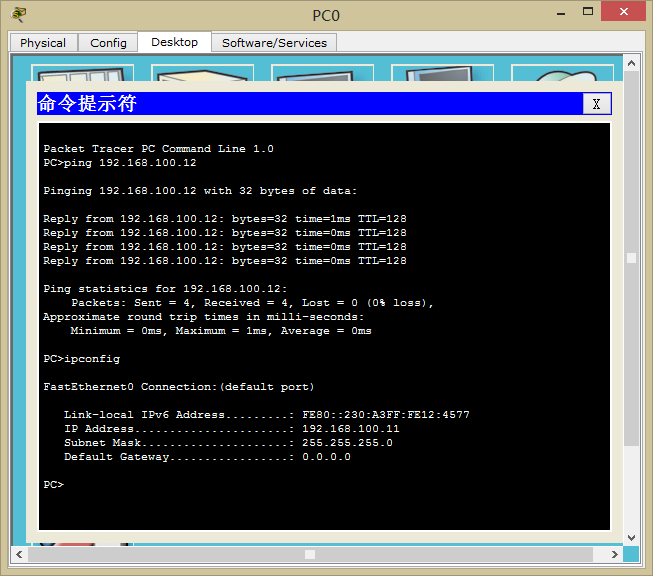 PC0
Physical Config Desktop Software/Services
命令提示符
X
Packet Tracer PC Command Line 1.0
PC>ping 192.168.100.12
Pinging 192.168.100.12 with 32 bytes of data:
Reply from 192.168.100.12: bytes=32 time=1ms TTL=128
Reply from 192.168.100.12: bytes=32 time=0ms TTL=128
Reply from 192.168.100.12: bytes=32 time=0ms TTL=128
Reply from 192.168.100.12: bytes=32 time=0ms TTL=128
Ping statistics for 192.168.100.12:
Packets: Sent = 4, Received = 4, Lost = 0 (0% loss),
Approximate round trip times in milli-seconds:
Minimum = 0ms, Maximum = 1ms, Average = 0ms
PC>ipconfig
FastEthernet0 Connection:(default port)
Link-local IPv6 Address.........: FE80::230:A3FF:FE12:4577
IP Address......................: 192.168.100.11
Subnet Mask.....................: 255.255.255.0
Default Gateway.................: 0.0.0.0
PC>